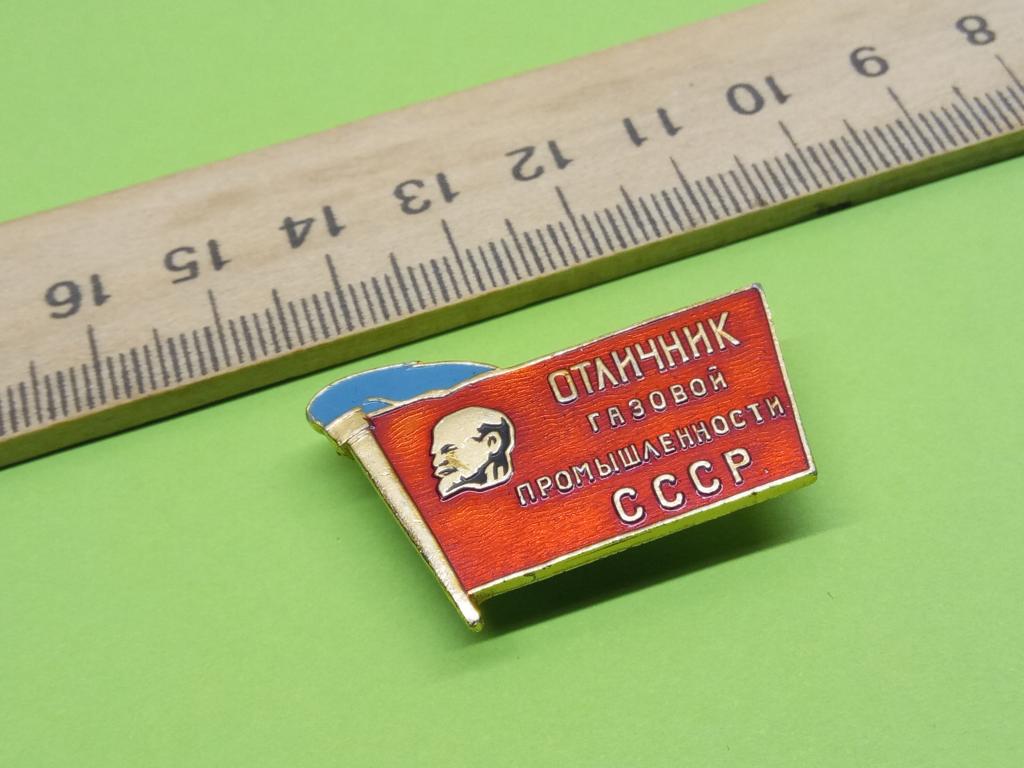 16 15 14 13 12 11 10 9 8
ОТЛИЧНИК
ГАЗОВОЙ
ПРОМЫШЛЕННОСТИ
СССР